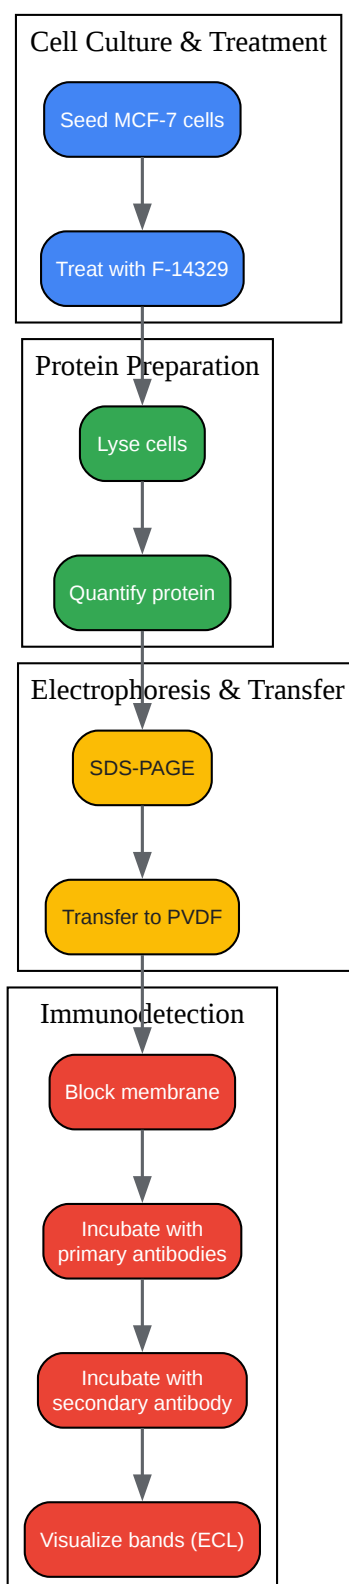 Cell Culture & Treatment
Seed MCF-7 cells
Treat with F-14329
Protein Preparation
Lyse cells
Quantify protein
Electrophoresis & Transfer
SDS-PAGE
Transfer to PVDF
Immunodetection
Block membrane
Incubate with
primary antibodies
Incubate with
secondary antibody
Visualize bands (ECL)